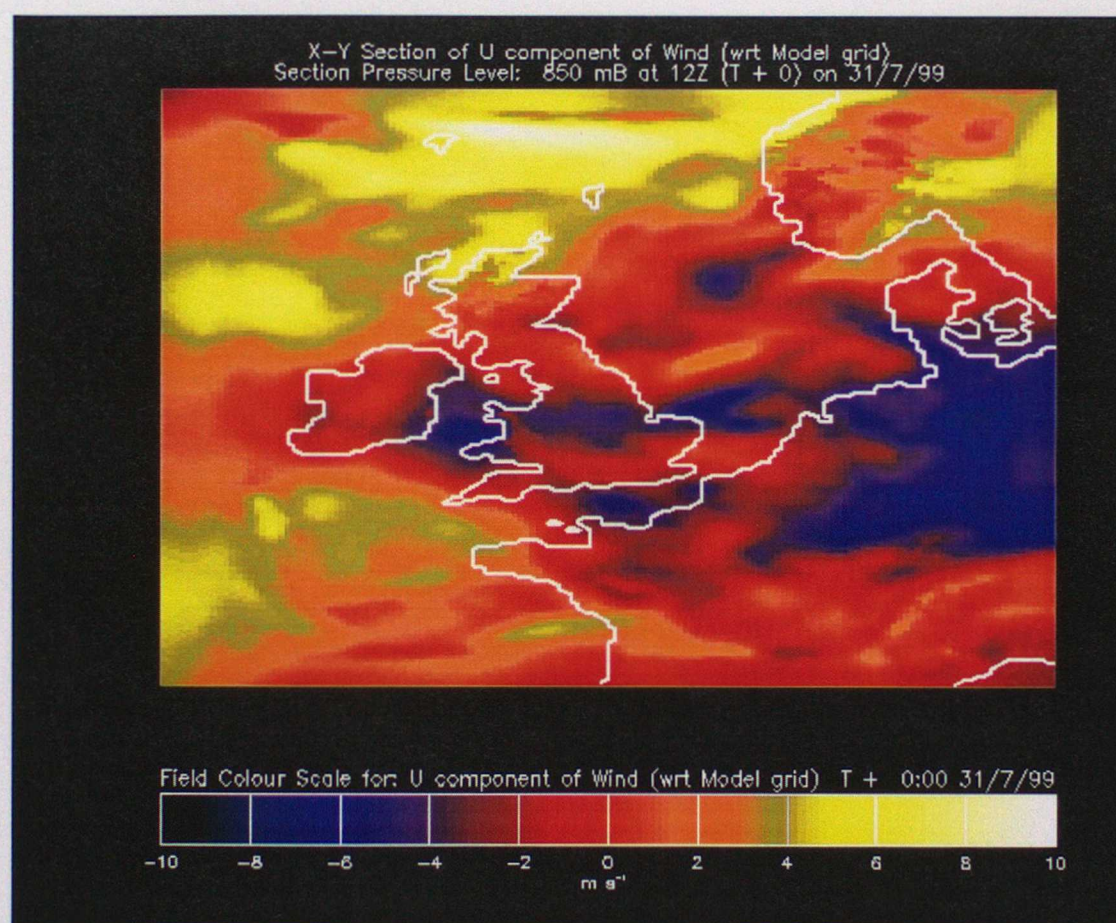 X-Y Section of U component of Wind (wrt Model grid)
Section Pressure Level: 850 mB at 12Z (T + 0) on 31/7/99
Field Colour Scale for: U component of Wind (wrt Model grid) T + 0:00 31/7/99
-10 -8 -6 -4 -2 0 2 4 6 8 10
m s⁻¹